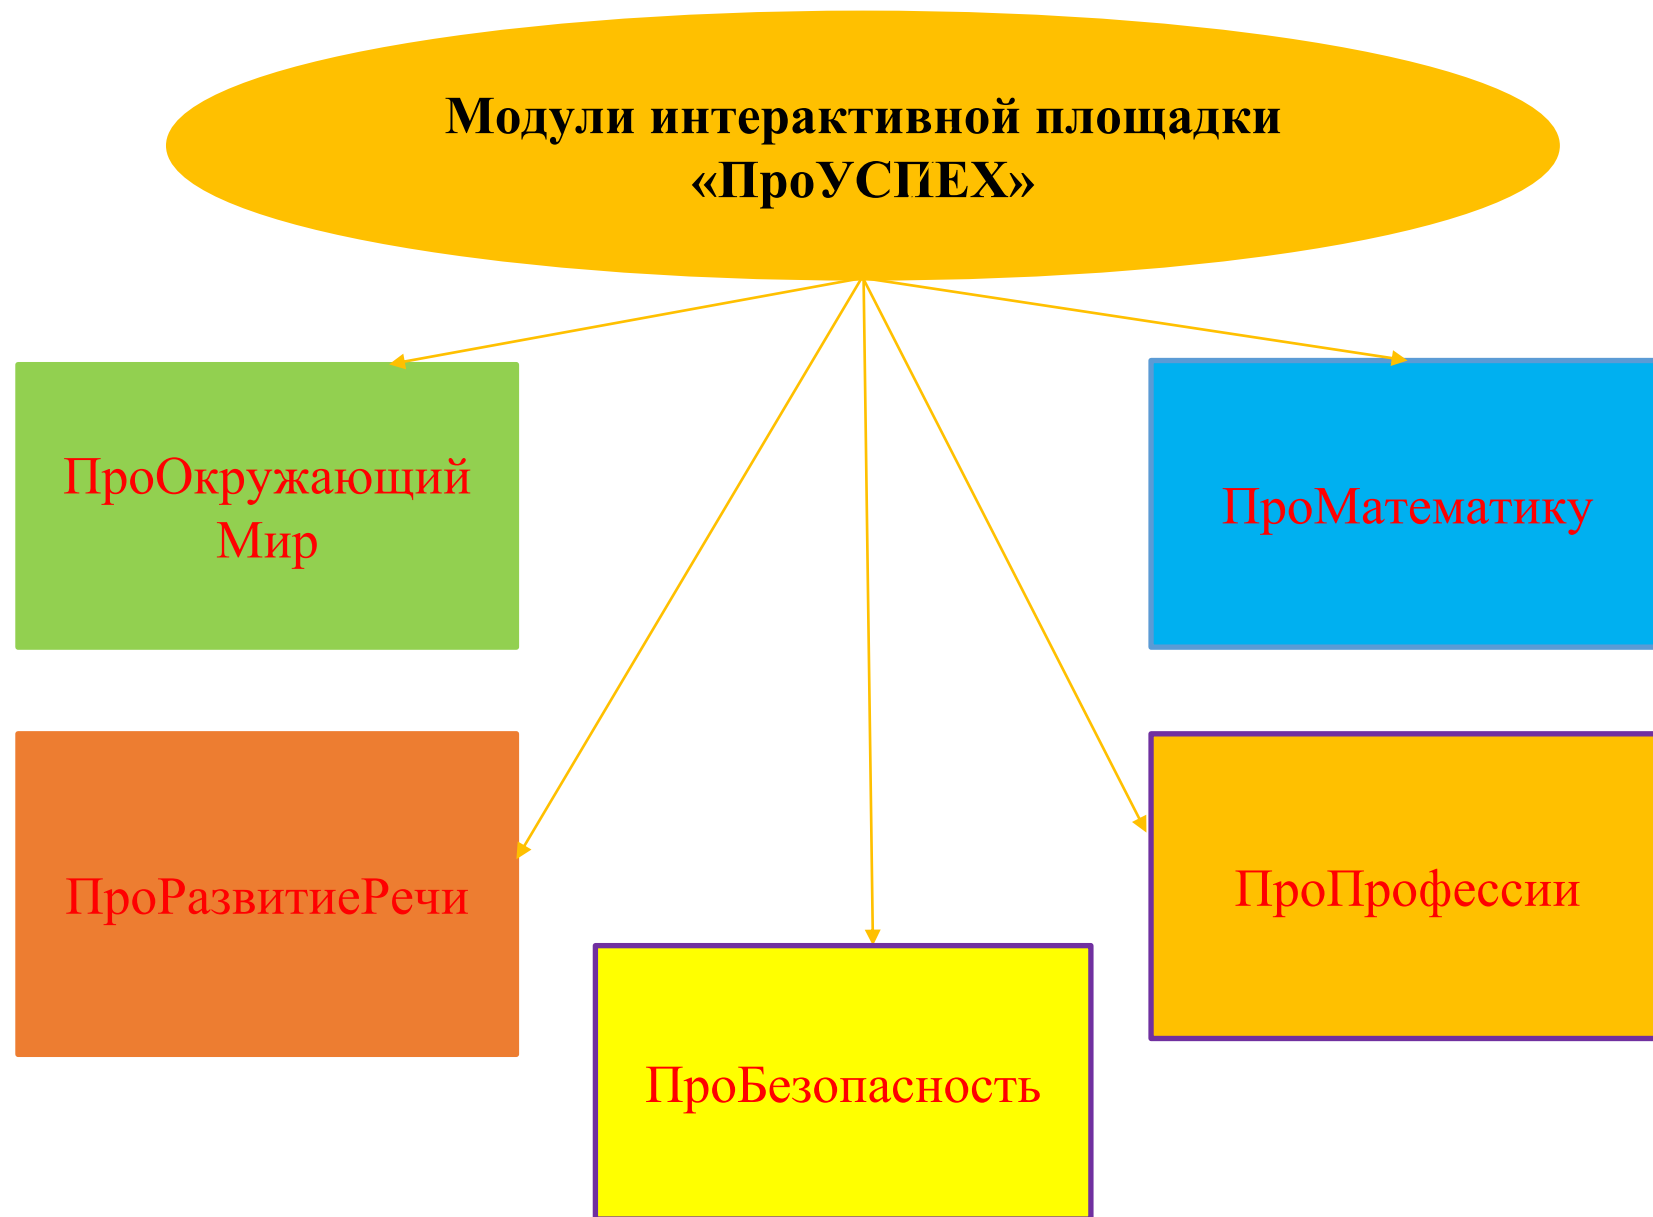 Модули интерактивной площадки
«ПроУСПЕХ»
ПроОкружающий
Мир
ПроМатематику
ПроРазвитиеРечи
ПроПрофессии
ПроБезопасность